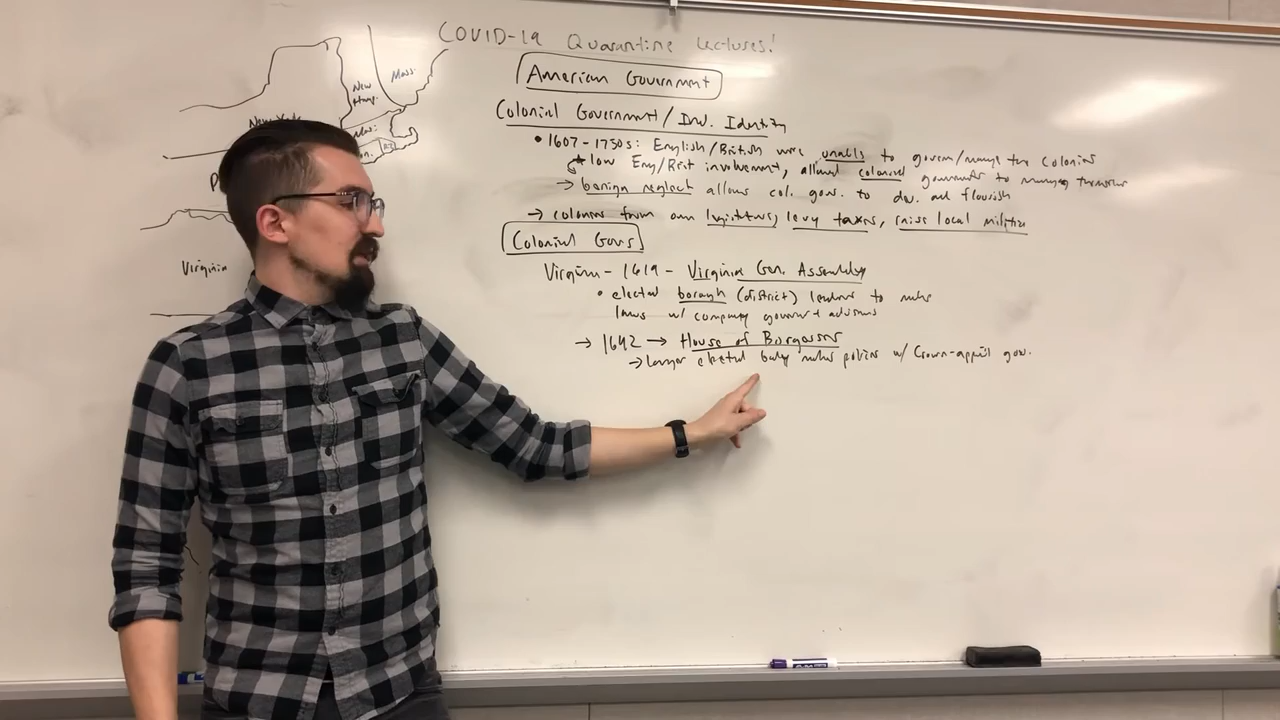 COVID-19 Quarantine Lectures!
American Government
Colonial Government / Dev. Identity
• 1607-1750s: English/British were unable to govern/manage the colonies
↳ low Eng/Brit involvement, allowed colonial governments to manage themselves
→ benign neglect allows col. govs. to dev. and flourish
→ colonies form own legislatures, levy taxes, raise local militias
Colonial Govs
Virginia - 1619 - Virginia Gen. Assembly
• elected borough (district) leaders to make
laws w/ company governor + advisors
→ 1642 → House of Burgesses
→ larger elected body makes policies w/ Crown-app't gov.
Mass.
New
Hamp.
New York
Virginia
R.I.